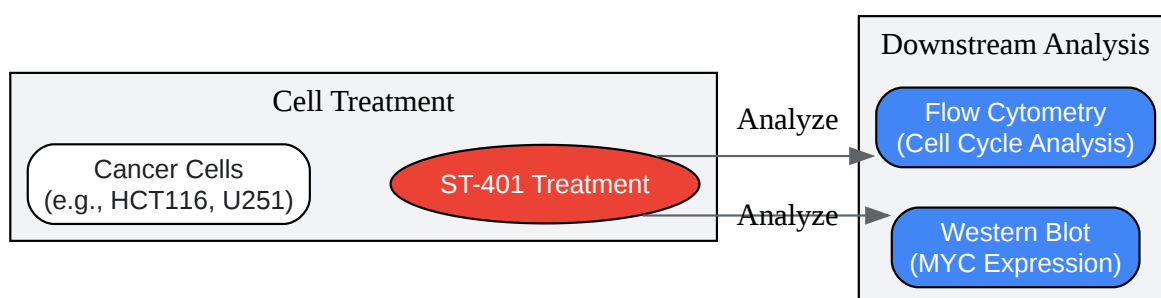 Cell Treatment
Cancer Cells
(e.g., HCT116, U251)
ST-401 Treatment
Analyze
Analyze
Downstream Analysis
Flow Cytometry
(Cell Cycle Analysis)
Western Blot
(MYC Expression)